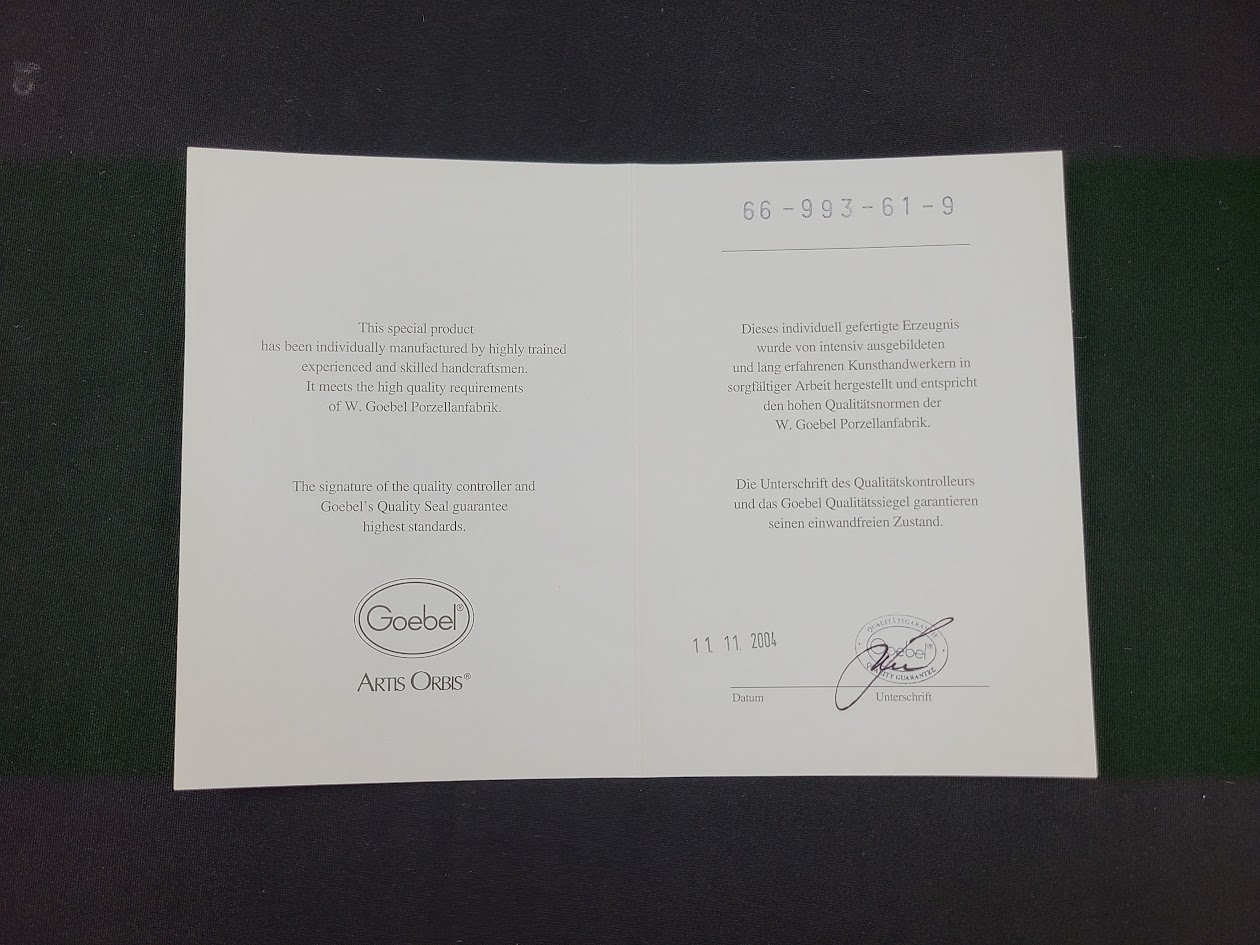 This special product
has been individually manufactured by highly trained
experienced and skilled handcraftsmen.
It meets the high quality requirements
of W. Goebel Porzellanfabrik.
The signature of the quality controller and
Goebel's Quality Seal guarantee
highest standards.
Goebel®
ARTIS ORBIS®
66-993-61-9
Dieses individuell gefertigte Erzeugnis
wurde von intensiv ausgebildeten
und lang erfahrenen Kunsthandwerkern in
sorgfältiger Arbeit hergestellt und entspricht
den hohen Qualitätsnormen der
W. Goebel Porzellanfabrik.
Die Unterschrift des Qualitätskontrolleurs
und das Goebel Qualitätssiegel garantieren
seinen einwandfreien Zustand.
11. 11. 2004
QUALITÄTSGARANTIE
Goebel®
QUALITY GUARANTEE
Datum
Unterschrift